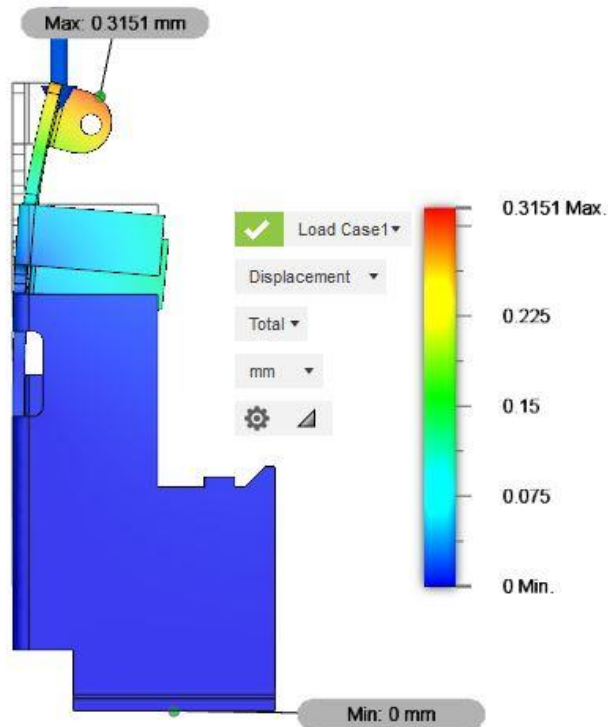 Max: 0.3151 mm
Load Case1
Displacement
Total
mm
0.3151 Max.
0.225
0.15
0.075
0 Min.
Min: 0 mm